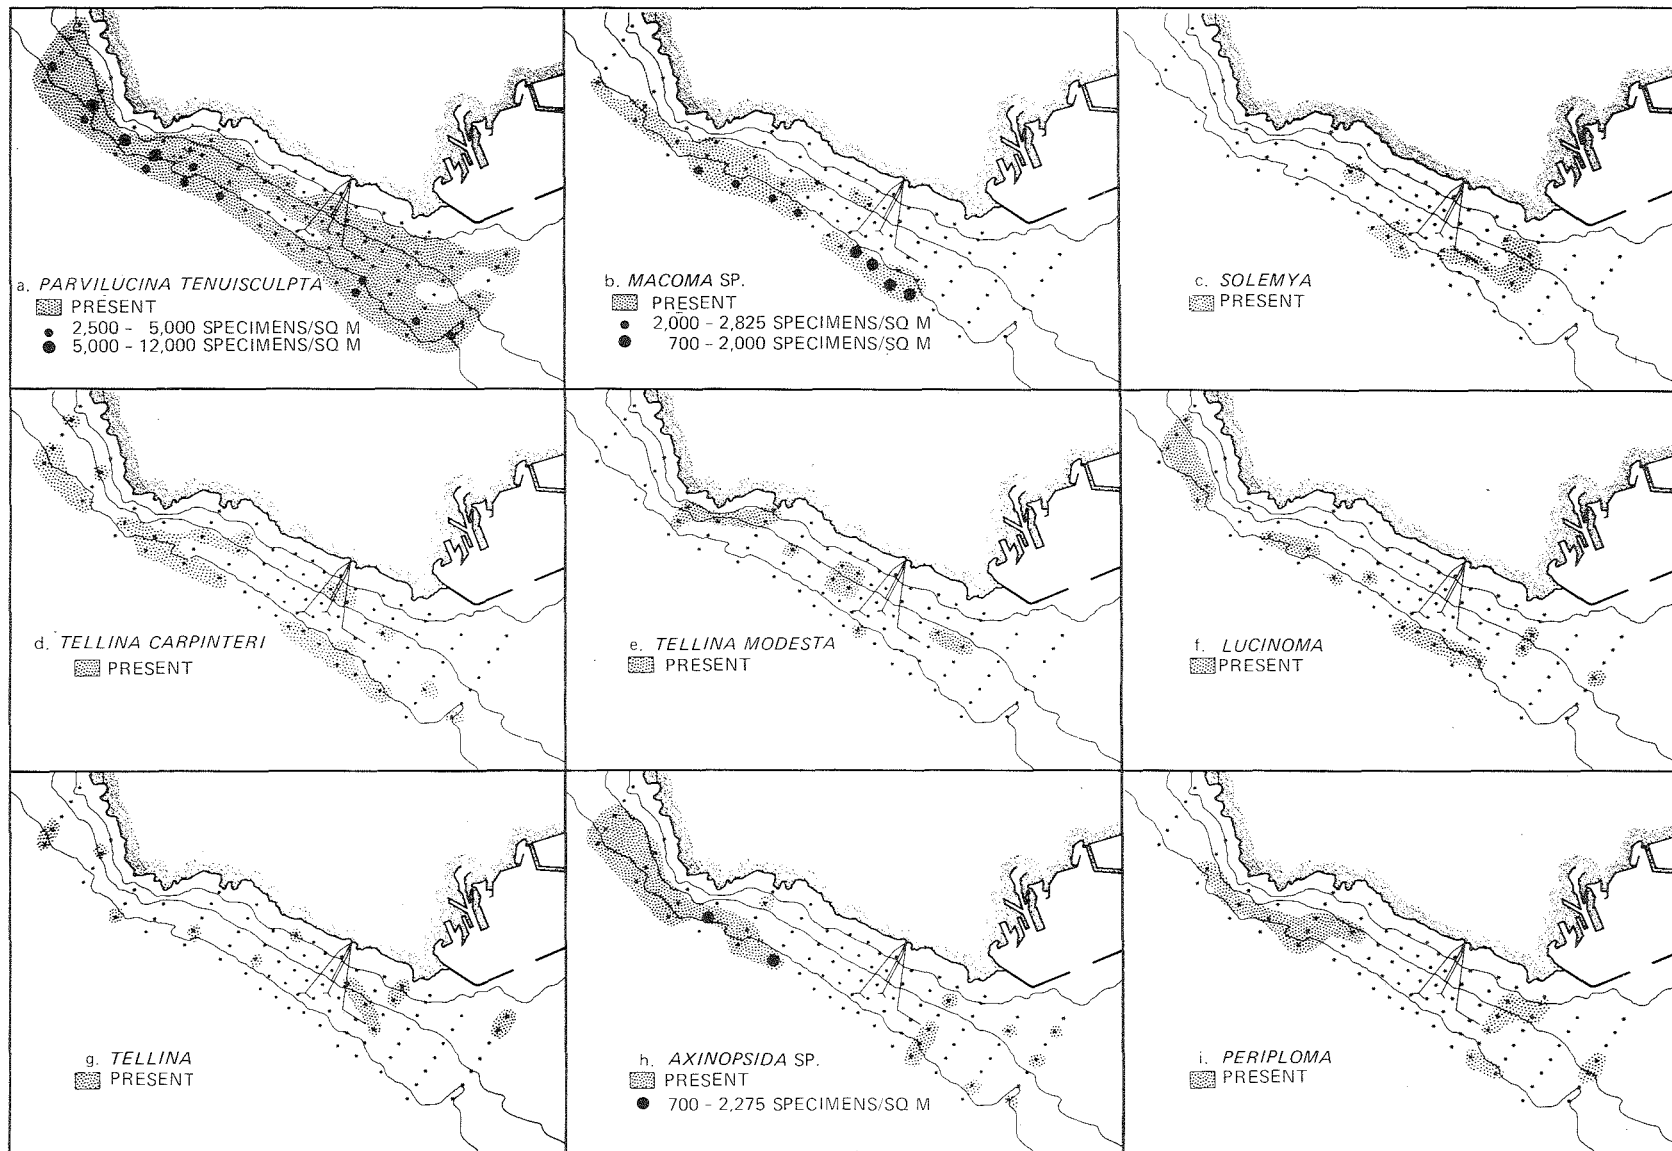 a. PARVILUCINA TENUISCULPTA
PRESENT
2,500 - 5,000 SPECIMENS/SQ M
5,000 - 12,000 SPECIMENS/SQ M
b. MACOMA SP.
PRESENT
2,000 - 2,825 SPECIMENS/SQ M
700 - 2,000 SPECIMENS/SQ M
c. SOLEMYA
PRESENT
d. TELLINA CARPINTERI
PRESENT
e. TELLINA MODESTA
PRESENT
f. LUCINOMA
PRESENT
g. TELLINA
PRESENT
h. AXINOPSIDA SP.
PRESENT
700 - 2,275 SPECIMENS/SQ M
i. PERIPLOMA
PRESENT